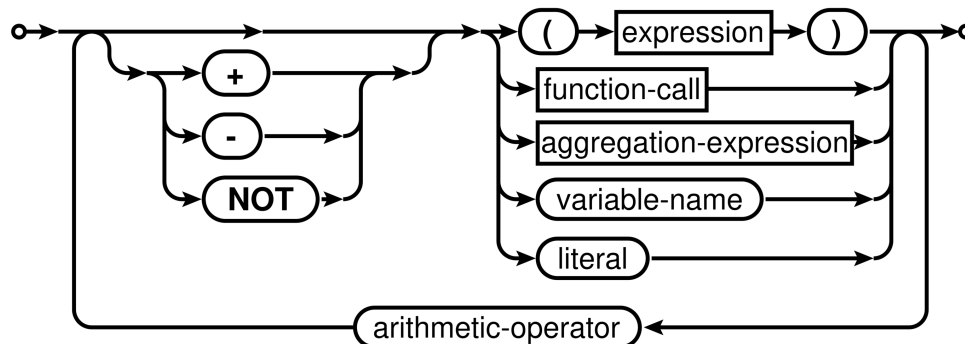 ( expression )
+ function-call
- aggregation-expression
NOT variable-name
literal
arithmetic-operator